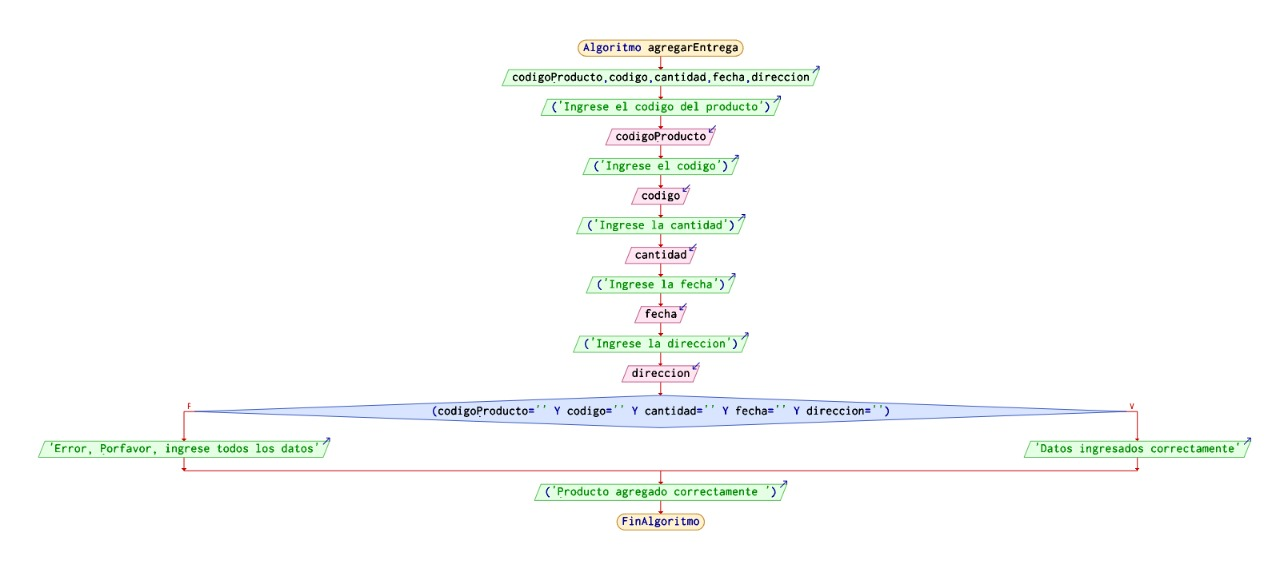 Algoritmo agregarEntrega
codigoProducto,codigo,cantidad,fecha,direccion
('Ingrese el codigo del producto')
codigoProducto
('Ingrese el codigo')
codigo
('Ingrese la cantidad')
cantidad
('Ingrese la fecha')
fecha
('Ingrese la direccion')
direccion
(codigoProducto='' Y codigo='' Y cantidad='' Y fecha='' Y direccion='')
F
V
'Error, Porfavor, ingrese todos los datos'
'Datos ingresados correctamente'
('Producto agregado correctamente ')
FinAlgoritmo